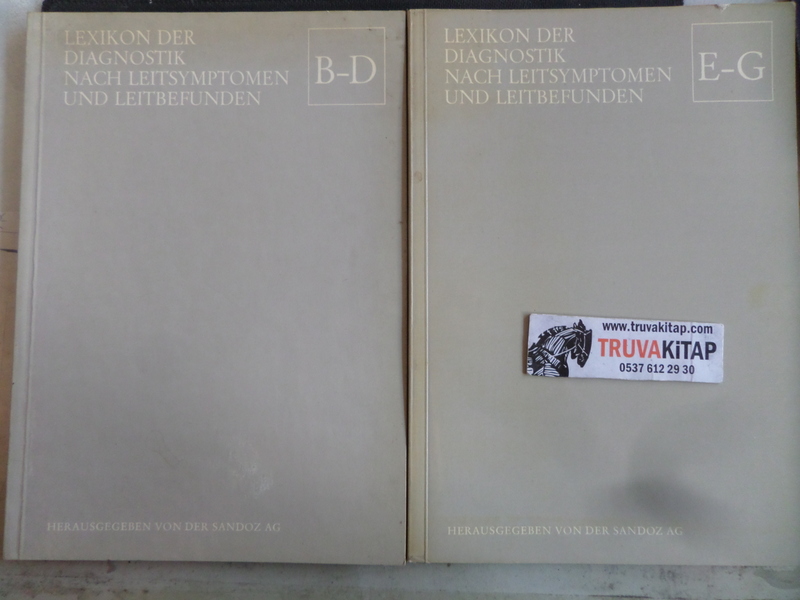 LEXIKON DER
DIAGNOSTIK
NACH LEITSYMPTOMEN
UND LEITBEFUNDEN
B–D
HERAUSGEGEBEN VON DER SANDOZ AG
LEXIKON DER
DIAGNOSTIK
NACH LEITSYMPTOMEN
UND LEITBEFUNDEN
E–G
www.truvakitap.com
TRUVAKiTAP
0537 612 29 30
HERAUSGEGEBEN VON DER SANDOZ AG